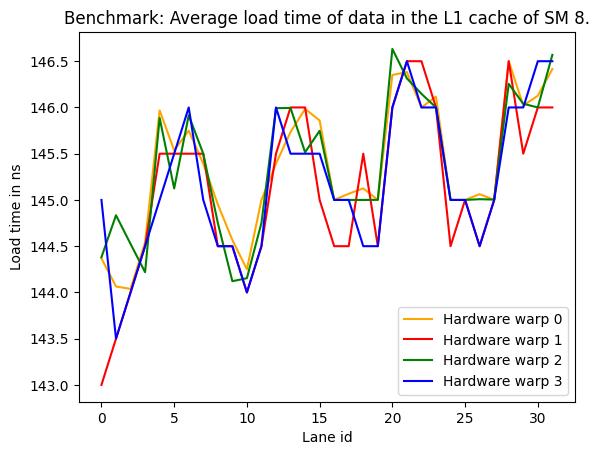 Benchmark: Average load time of data in the L1 cache of SM 8.
146.5
146.0
145.5
145.0
144.5
144.0
143.5
143.0
Load time in ns
Hardware warp 0
Hardware warp 1
Hardware warp 2
Hardware warp 3
0 5 10 15 20 25 30
Lane id